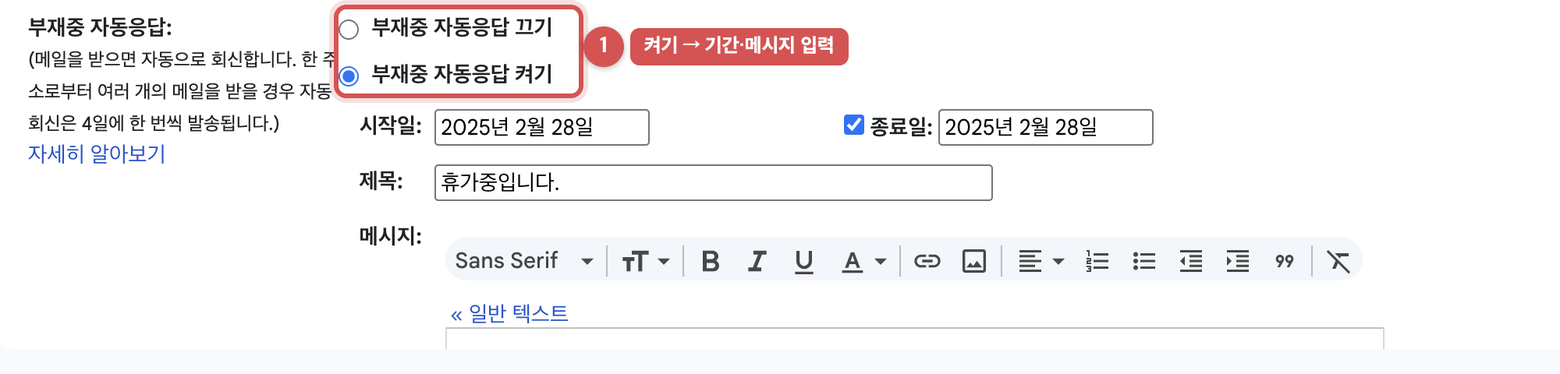 부재중 자동응답:
(메일을 받으면 자동으로 회신합니다. 한 주
소로부터 여러 개의 메일을 받을 경우 자동
회신은 4일에 한 번씩 발송됩니다.)
자세히 알아보기
부재중 자동응답 끄기
부재중 자동응답 켜기
1 켜기 → 기간·메시지 입력
시작일: 2025년 2월 28일 종료일: 2025년 2월 28일
제목: 휴가중입니다.
메시지:
Sans Serif
« 일반 텍스트